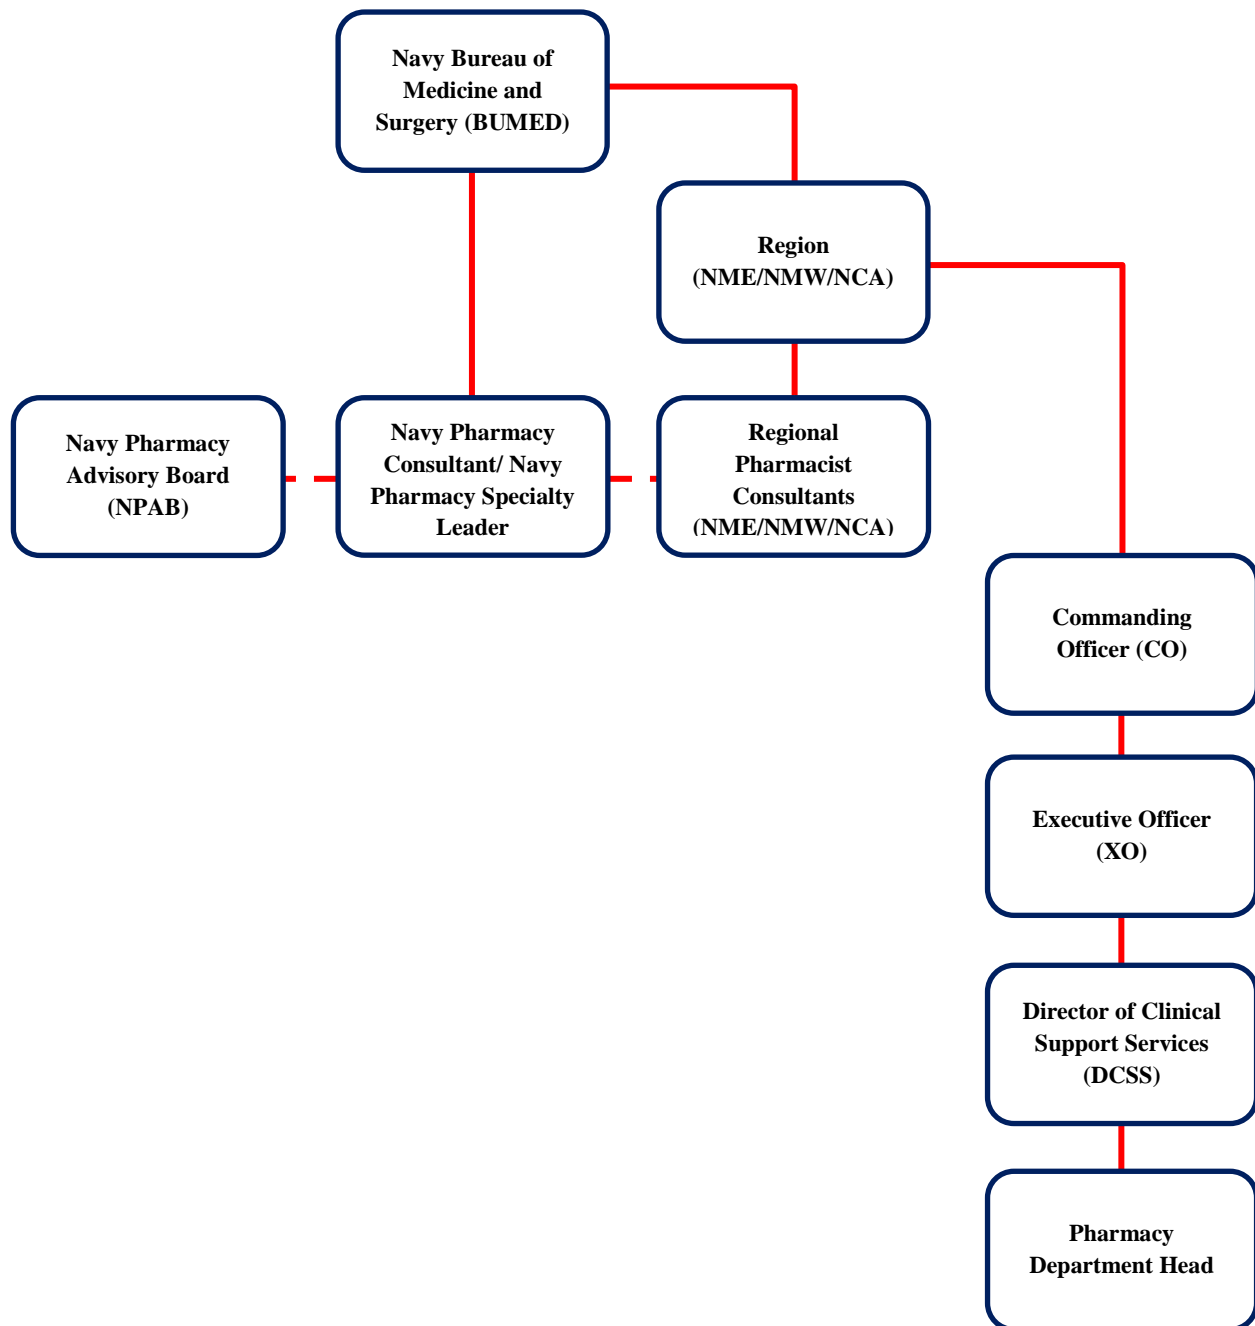 Navy Bureau of
Medicine and
Surgery (BUMED)
Region
(NME/NMW/NCA)
Navy Pharmacy
Advisory Board
(NPAB)
Navy Pharmacy
Consultant/ Navy
Pharmacy Specialty
Leader
Regional
Pharmacist
Consultants
(NME/NMW/NCA)
Commanding
Officer (CO)
Executive Officer
(XO)
Director of Clinical
Support Services
(DCSS)
Pharmacy
Department Head